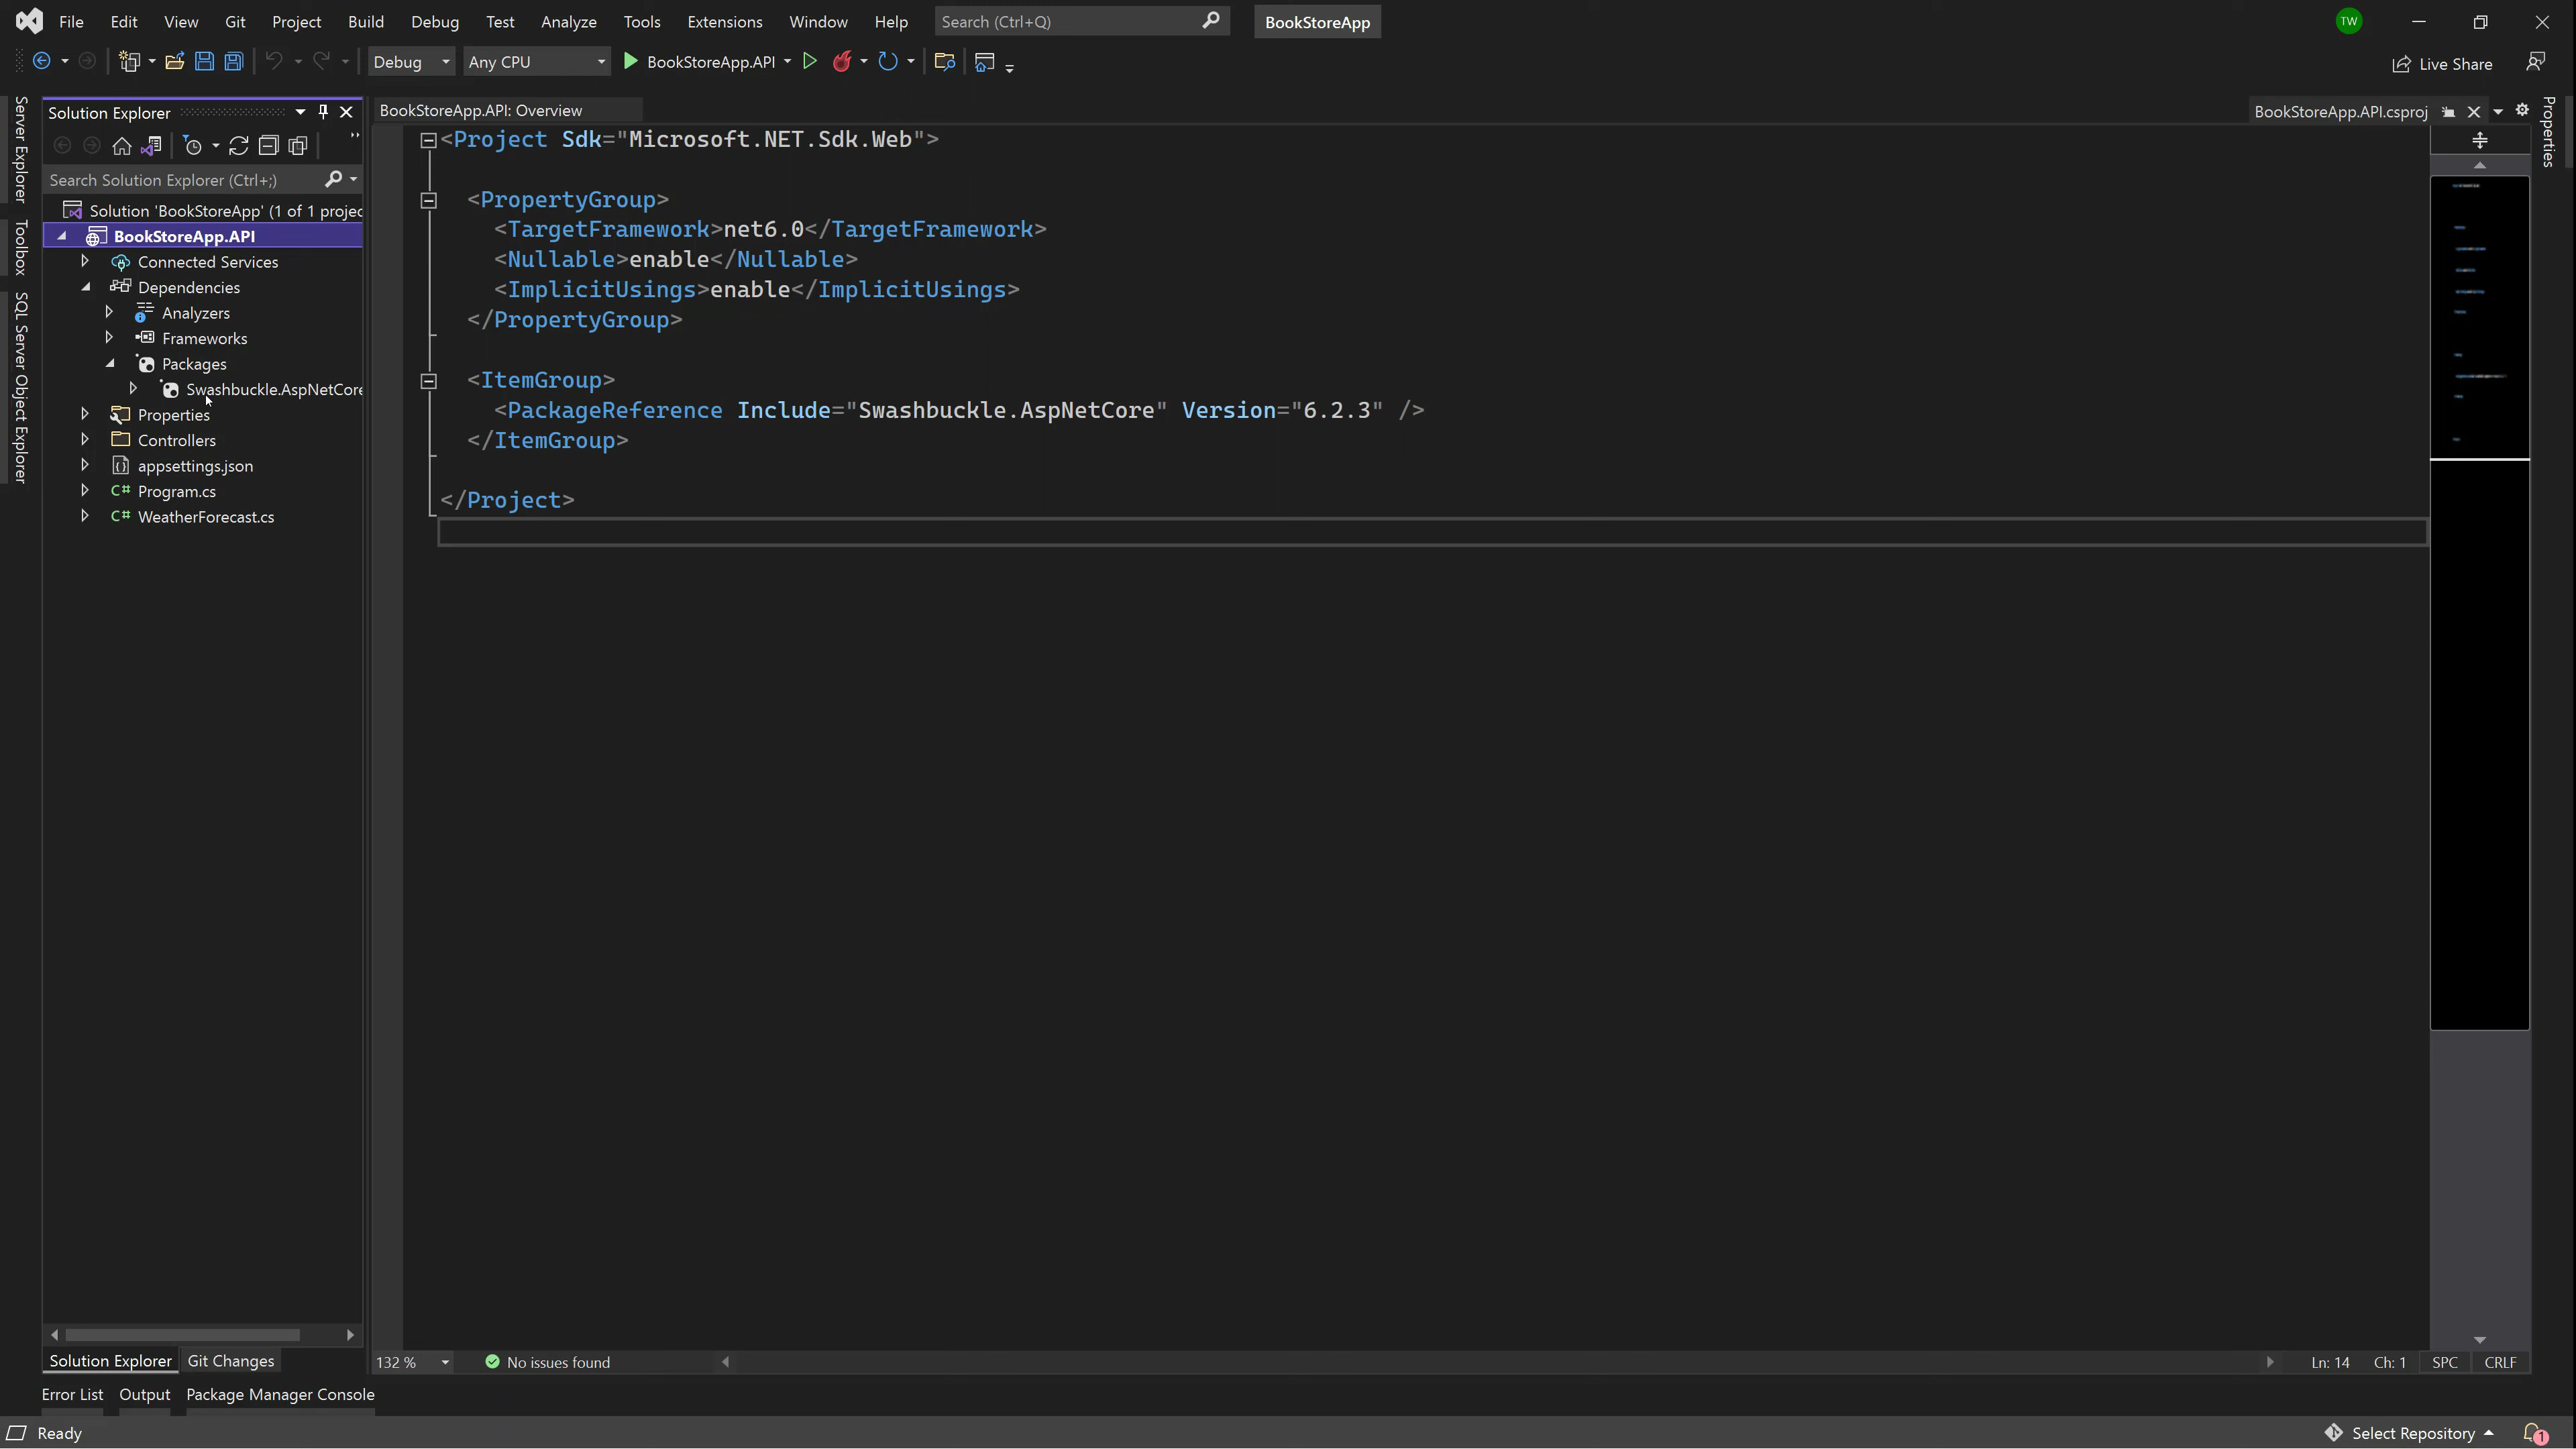 File Edit View Git Project Build Debug Test Analyze Tools Extensions Window Help Search (Ctrl+Q) BookStoreApp TW
Debug Any CPU BookStoreApp.API Live Share
Server Explorer
Toolbox
SQL Server Object Explorer
Solution Explorer
Search Solution Explorer (Ctrl+;)
Solution 'BookStoreApp' (1 of 1 projec
BookStoreApp.API
Connected Services
Dependencies
Analyzers
Frameworks
Packages
Swashbuckle.AspNetCore
Properties
Controllers
appsettings.json
C# Program.cs
C# WeatherForecast.cs
Solution Explorer Git Changes
BookStoreApp.API: Overview
BookStoreApp.API.csproj
<Project Sdk="Microsoft.NET.Sdk.Web">
<PropertyGroup>
<TargetFramework>net6.0</TargetFramework>
<Nullable>enable</Nullable>
<ImplicitUsings>enable</ImplicitUsings>
</PropertyGroup>
<ItemGroup>
<PackageReference Include="Swashbuckle.AspNetCore" Version="6.2.3" />
</ItemGroup>
</Project>
Properties
132 % No issues found Ln: 14 Ch: 1 SPC CRLF
Error List Output Package Manager Console
Ready Select Repository 1